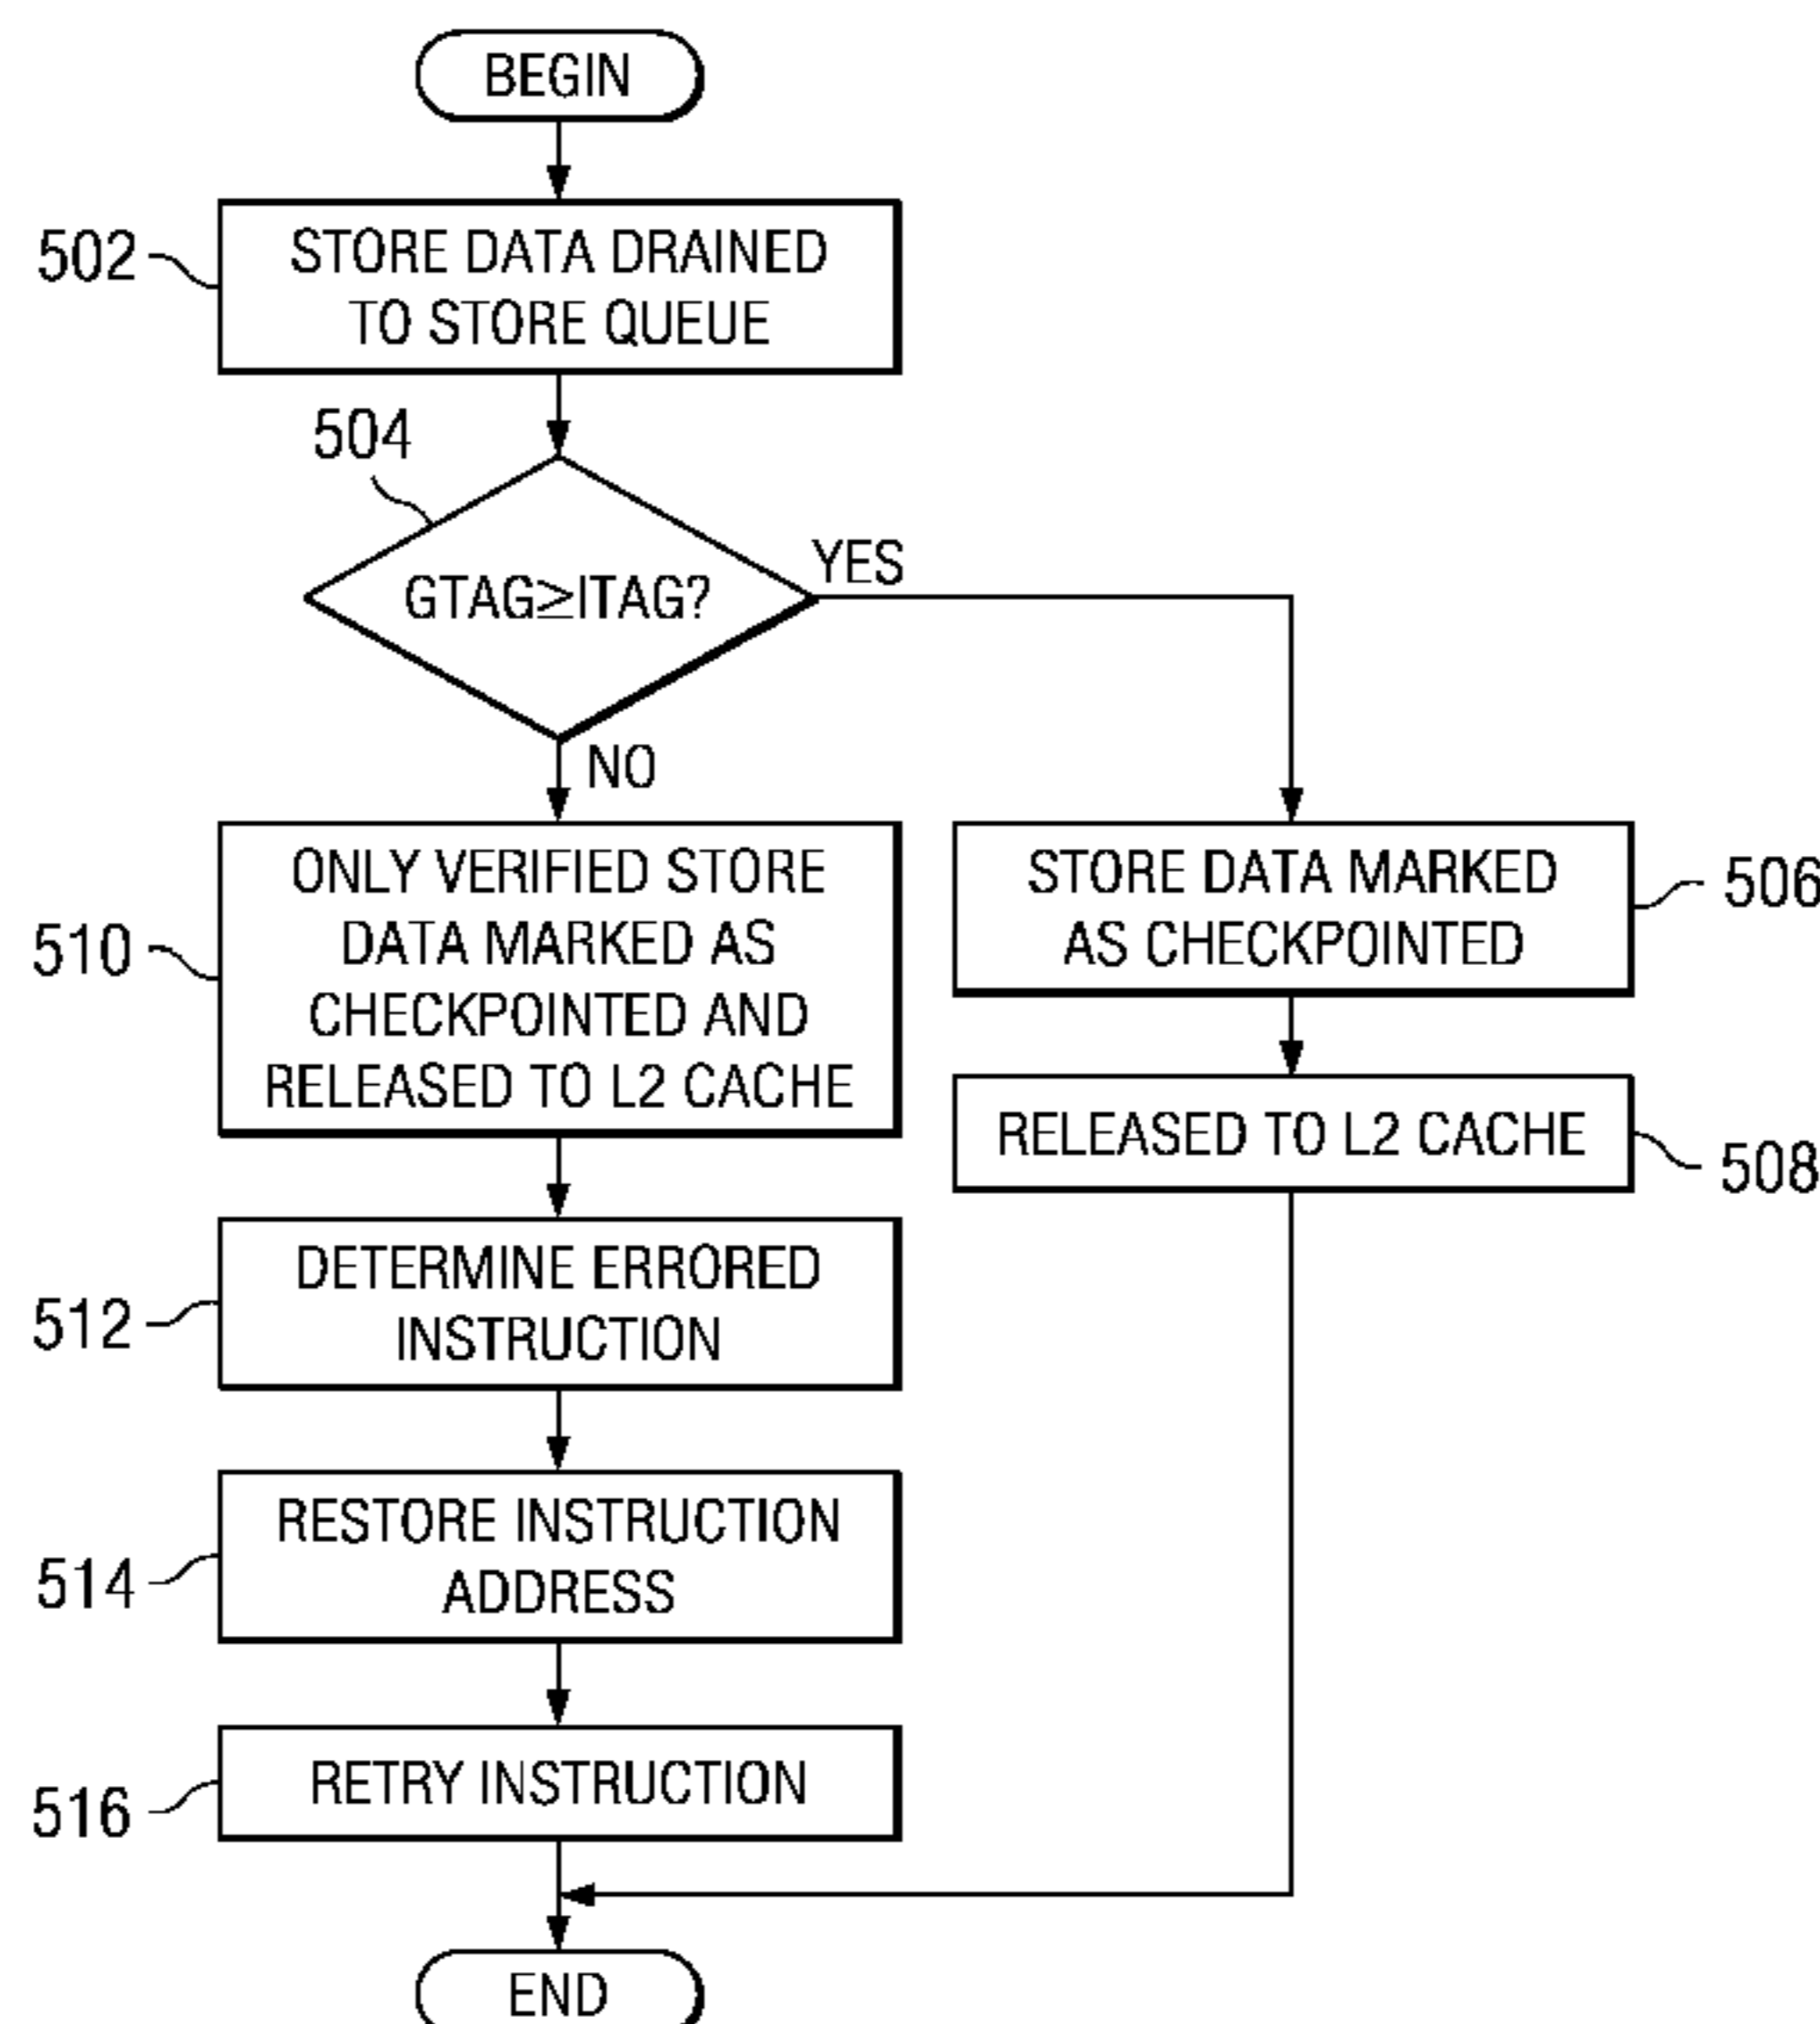 BEGIN
502
STORE DATA DRAINED
TO STORE QUEUE
504
GTAG≥ITAG?
YES
NO
510
ONLY VERIFIED STORE
DATA MARKED AS
CHECKPOINTED AND
RELEASED TO L2 CACHE
STORE DATA MARKED
AS CHECKPOINTED
506
RELEASED TO L2 CACHE
508
512
DETERMINE ERRORED
INSTRUCTION
514
RESTORE INSTRUCTION
ADDRESS
516
RETRY INSTRUCTION
END